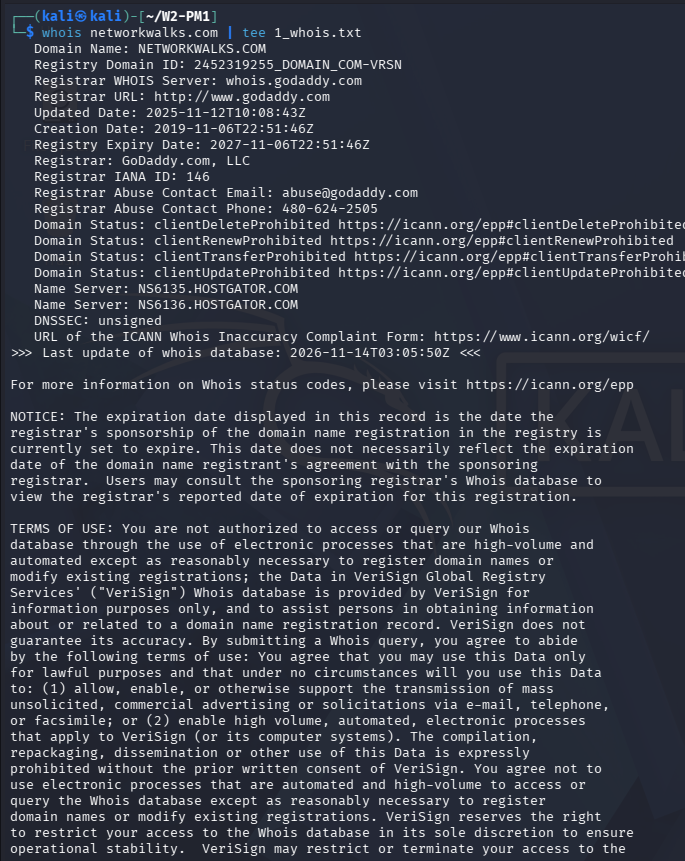 ┌──(kali㉿kali)-[~/W2-PM1]
└─$ whois networkwalks.com | tee 1_whois.txt
Domain Name: NETWORKWALKS.COM
Registry Domain ID: 2452319255_DOMAIN_COM-VRSN
Registrar WHOIS Server: whois.godaddy.com
Registrar URL: http://www.godaddy.com
Updated Date: 2025-11-12T10:08:43Z
Creation Date: 2019-11-06T22:51:46Z
Registry Expiry Date: 2027-11-06T22:51:46Z
Registrar: GoDaddy.com, LLC
Registrar IANA ID: 146
Registrar Abuse Contact Email: abuse@godaddy.com
Registrar Abuse Contact Phone: 480-624-2505
Domain Status: clientDeleteProhibited https://icann.org/epp#clientDeleteProhibited
Domain Status: clientRenewProhibited https://icann.org/epp#clientRenewProhibited
Domain Status: clientTransferProhibited https://icann.org/epp#clientTransferProhib
Domain Status: clientUpdateProhibited https://icann.org/epp#clientUpdateProhibited
Name Server: NS6135.HOSTGATOR.COM
Name Server: NS6136.HOSTGATOR.COM
DNSSEC: unsigned
URL of the ICANN Whois Inaccuracy Complaint Form: https://www.icann.org/wicf/
>>> Last update of whois database: 2026-11-14T03:05:50Z <<<
For more information on Whois status codes, please visit https://icann.org/epp
NOTICE: The expiration date displayed in this record is the date the
registrar's sponsorship of the domain name registration in the registry is
currently set to expire. This date does not necessarily reflect the expiration
date of the domain name registrant's agreement with the sponsoring
registrar.  Users may consult the sponsoring registrar's Whois database to
view the registrar's reported date of expiration for this registration.
TERMS OF USE: You are not authorized to access or query our Whois
database through the use of electronic processes that are high-volume and
automated except as reasonably necessary to register domain names or
modify existing registrations; the Data in VeriSign Global Registry
Services' ("VeriSign") Whois database is provided by VeriSign for
information purposes only, and to assist persons in obtaining information
about or related to a domain name registration record. VeriSign does not
guarantee its accuracy. By submitting a Whois query, you agree to abide
by the following terms of use: You agree that you may use this Data only
for lawful purposes and that under no circumstances will you use this Data
to: (1) allow, enable, or otherwise support the transmission of mass
unsolicited, commercial advertising or solicitations via e-mail, telephone,
or facsimile; or (2) enable high volume, automated, electronic processes
that apply to VeriSign (or its computer systems). The compilation,
repackaging, dissemination or other use of this Data is expressly
prohibited without the prior written consent of VeriSign. You agree not to
use electronic processes that are automated and high-volume to access or
query the Whois database except as reasonably necessary to register
domain names or modify existing registrations. VeriSign reserves the right
to restrict your access to the Whois database in its sole discretion to ensure
operational stability.  VeriSign may restrict or terminate your access to the
KAL